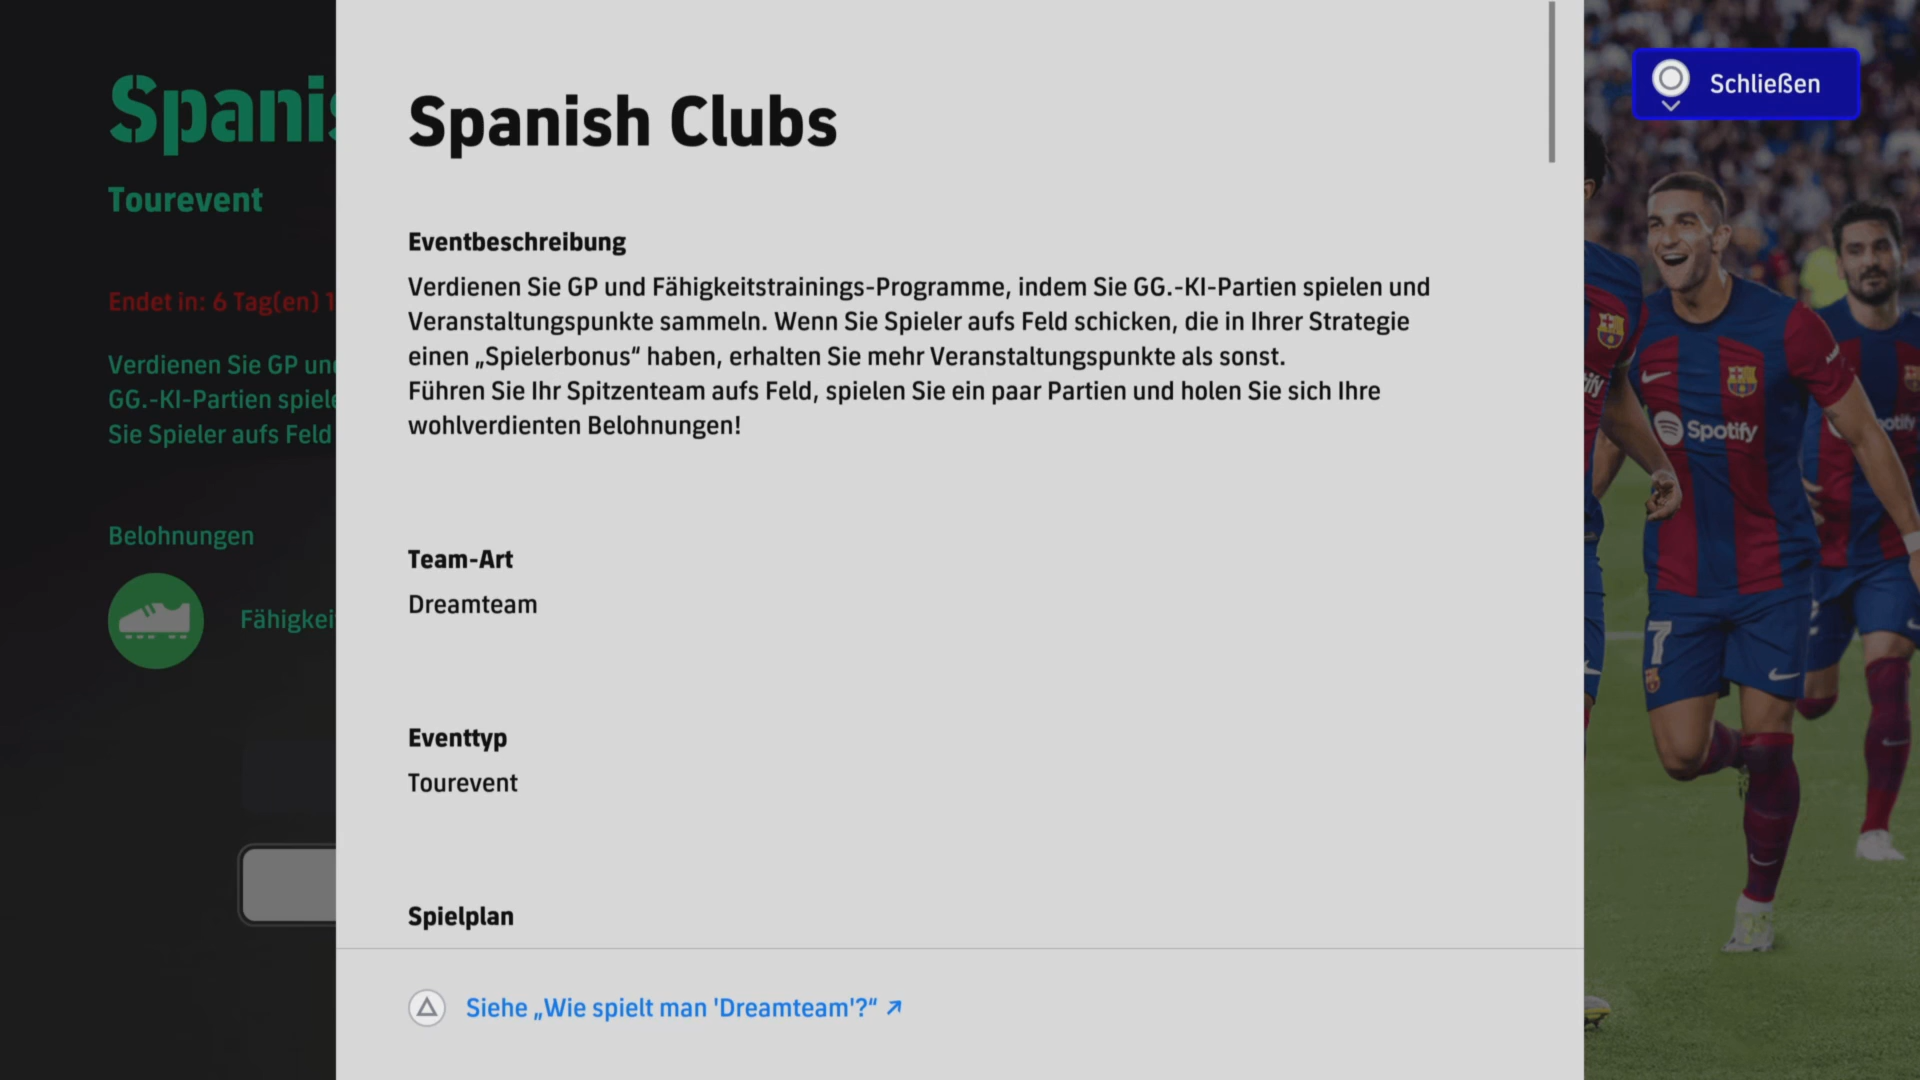 Spanis
Tourevent
Endet in: 6 Tag(en) 1
Verdienen Sie GP un
GG.-KI-Partien spiele
Sie Spieler aufs Feld
Belohnungen
Fähigkei
Spanish Clubs
Eventbeschreibung
Verdienen Sie GP und Fähigkeitstrainings-Programme, indem Sie GG.-KI-Partien spielen und
Veranstaltungspunkte sammeln. Wenn Sie Spieler aufs Feld schicken, die in Ihrer Strategie
einen „Spielerbonus“ haben, erhalten Sie mehr Veranstaltungspunkte als sonst.
Führen Sie Ihr Spitzenteam aufs Feld, spielen Sie ein paar Partien und holen Sie sich Ihre
wohlverdienten Belohnungen!
Team-Art
Dreamteam
Eventtyp
Tourevent
Spielplan
Siehe „Wie spielt man 'Dreamteam'?“
Schließen
Spotify
otify
7